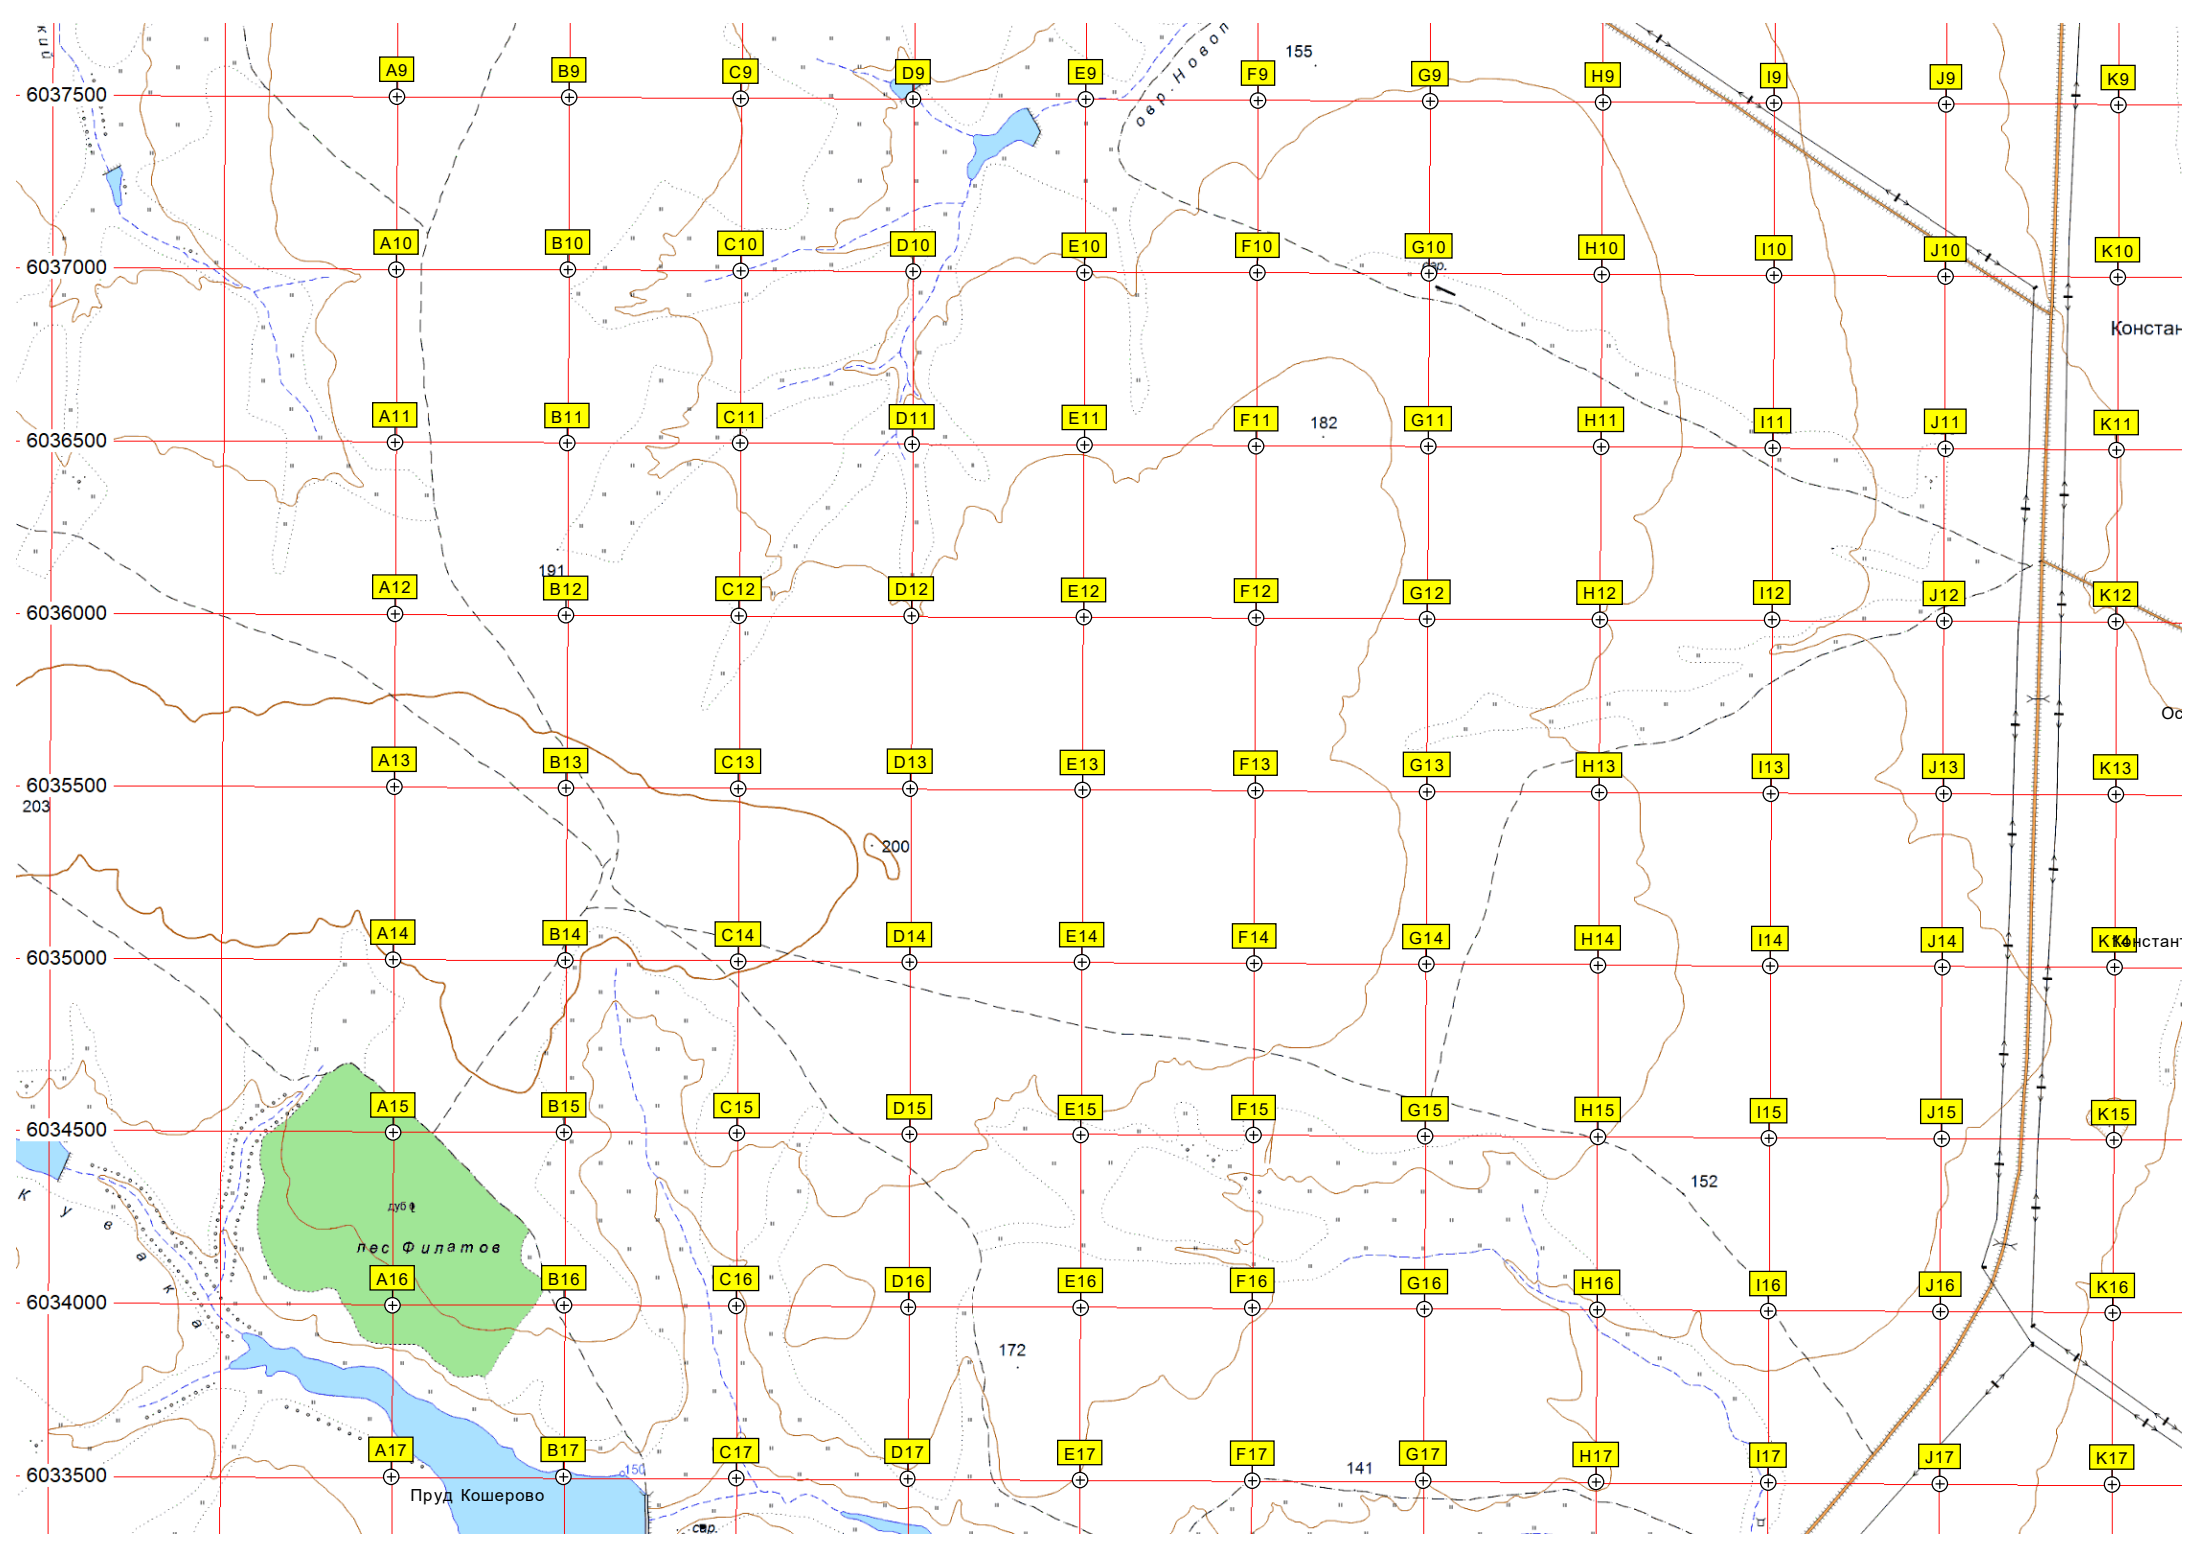 кий
155
овр. Новоп
A9 B9 C9 D9 E9 F9 G9 H9 I9 J9 K9
6037500
A10 B10 C10 D10 E10 F10 G10 H10 I10 J10 K10
6037000
сар.
Констан
A11 B11 C11 D11 E11 F11 G11 H11 I11 J11 K11
182
6036500
191
A12 B12 C12 D12 E12 F12 G12 H12 I12 J12 K12
6036000
Ос
A13 B13 C13 D13 E13 F13 G13 H13 I13 J13 K13
6035500
203
200
A14 B14 C14 D14 E14 F14 G14 H14 I14 J14 K14
Констант
6035000
A15 B15 C15 D15 E15 F15 G15 H15 I15 J15 K15
6034500
152
Кувака
дуб
лес Филатов
A16 B16 C16 D16 E16 F16 G16 H16 I16 J16 K16
6034000
172
A17 B17 C17 D17 E17 F17 G17 H17 I17 J17 K17
150
141
6033500
Пруд Кошерово
сар.